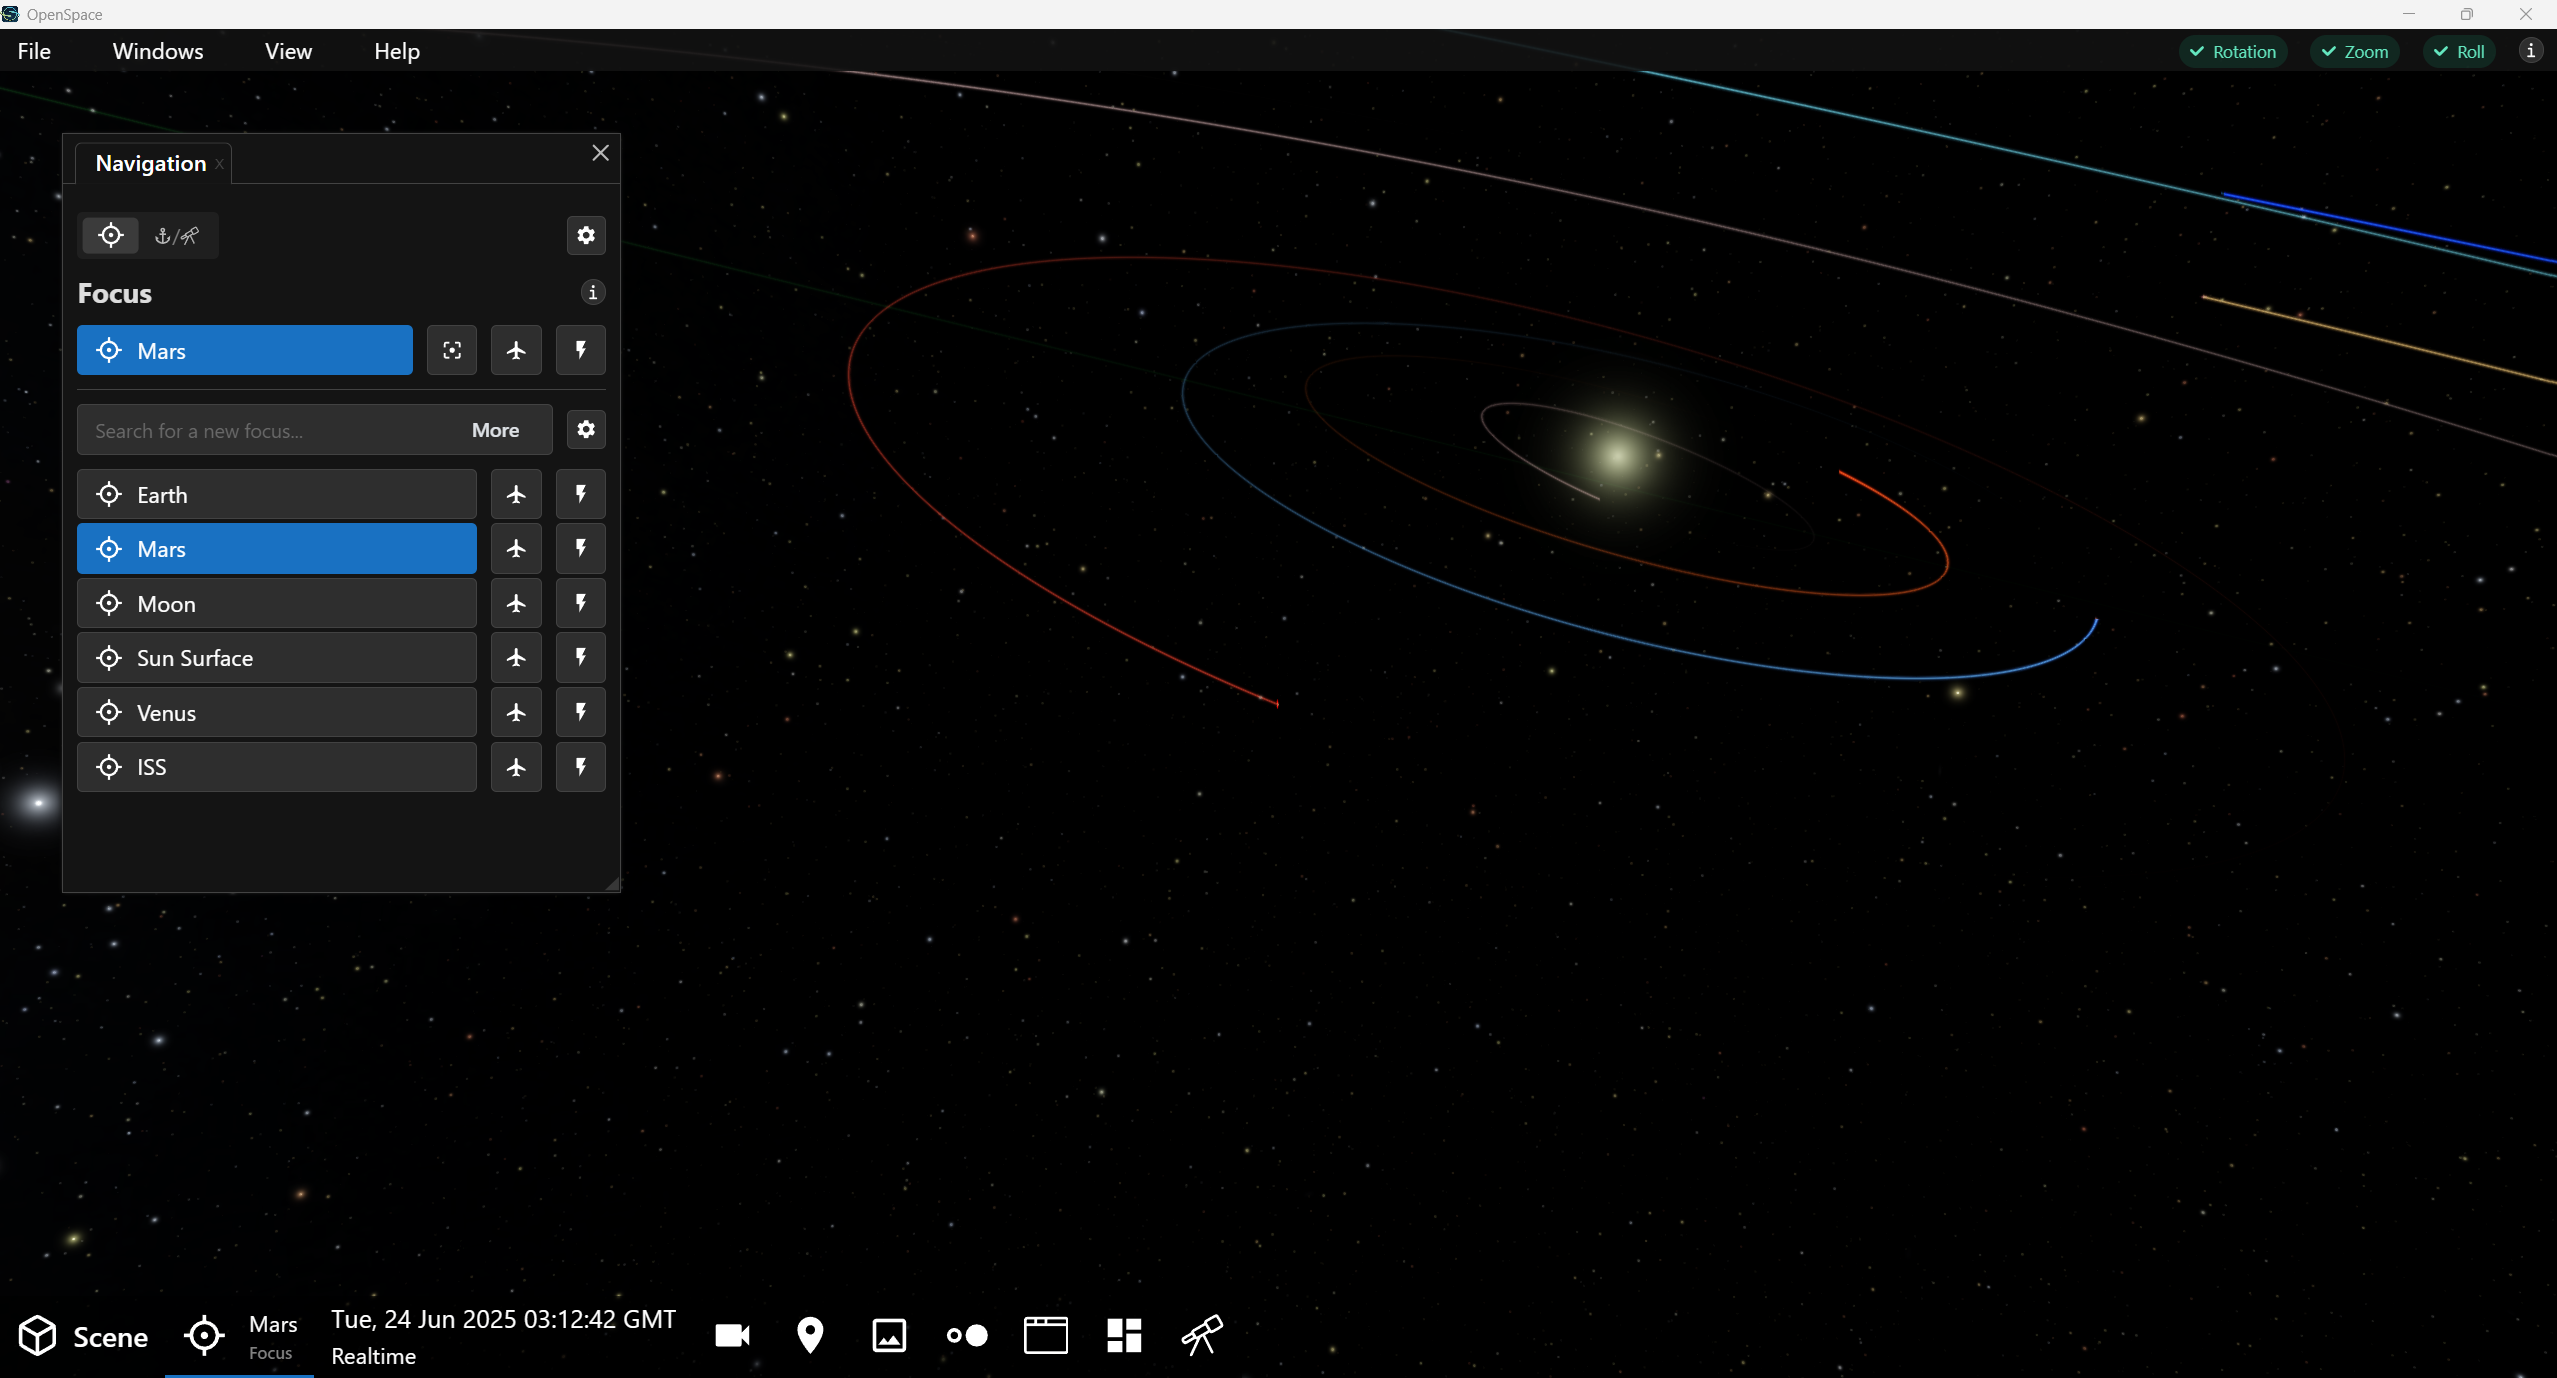 OpenSpace
File Windows View Help
Rotation Zoom Roll
Navigation
Focus
Mars
Search for a new focus... More
Earth
Mars
Moon
Sun Surface
Venus
ISS
Scene
Mars
Focus
Tue, 24 Jun 2025 03:12:42 GMT
Realtime